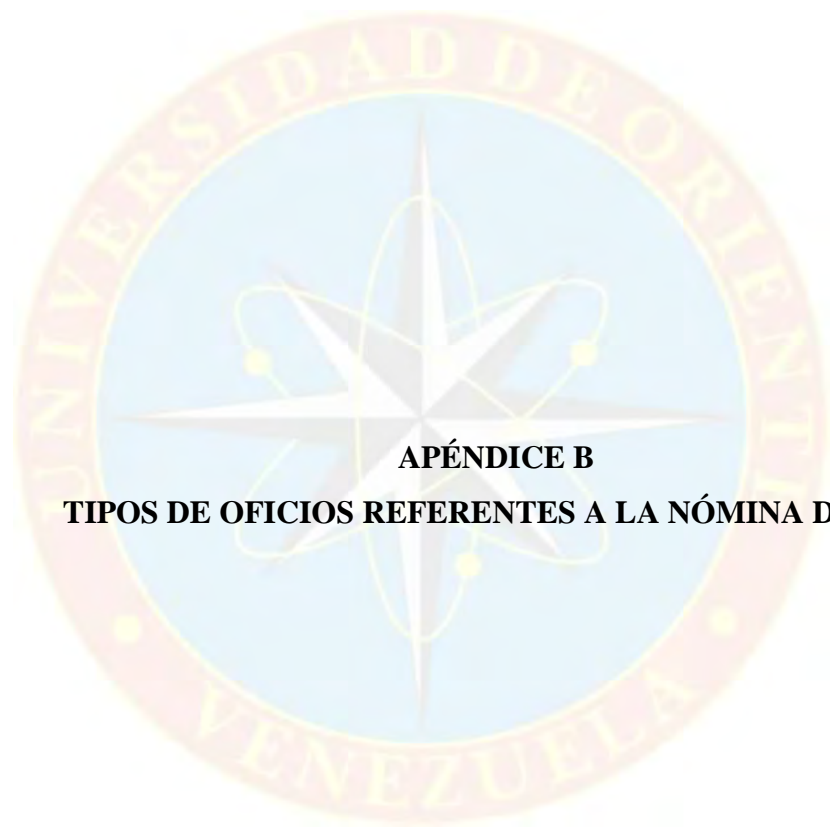 UNIVERSIDAD DE ORIENTE
VENEZUELA
APÉNDICE B
TIPOS DE OFICIOS REFERENTES A LA NÓMINA